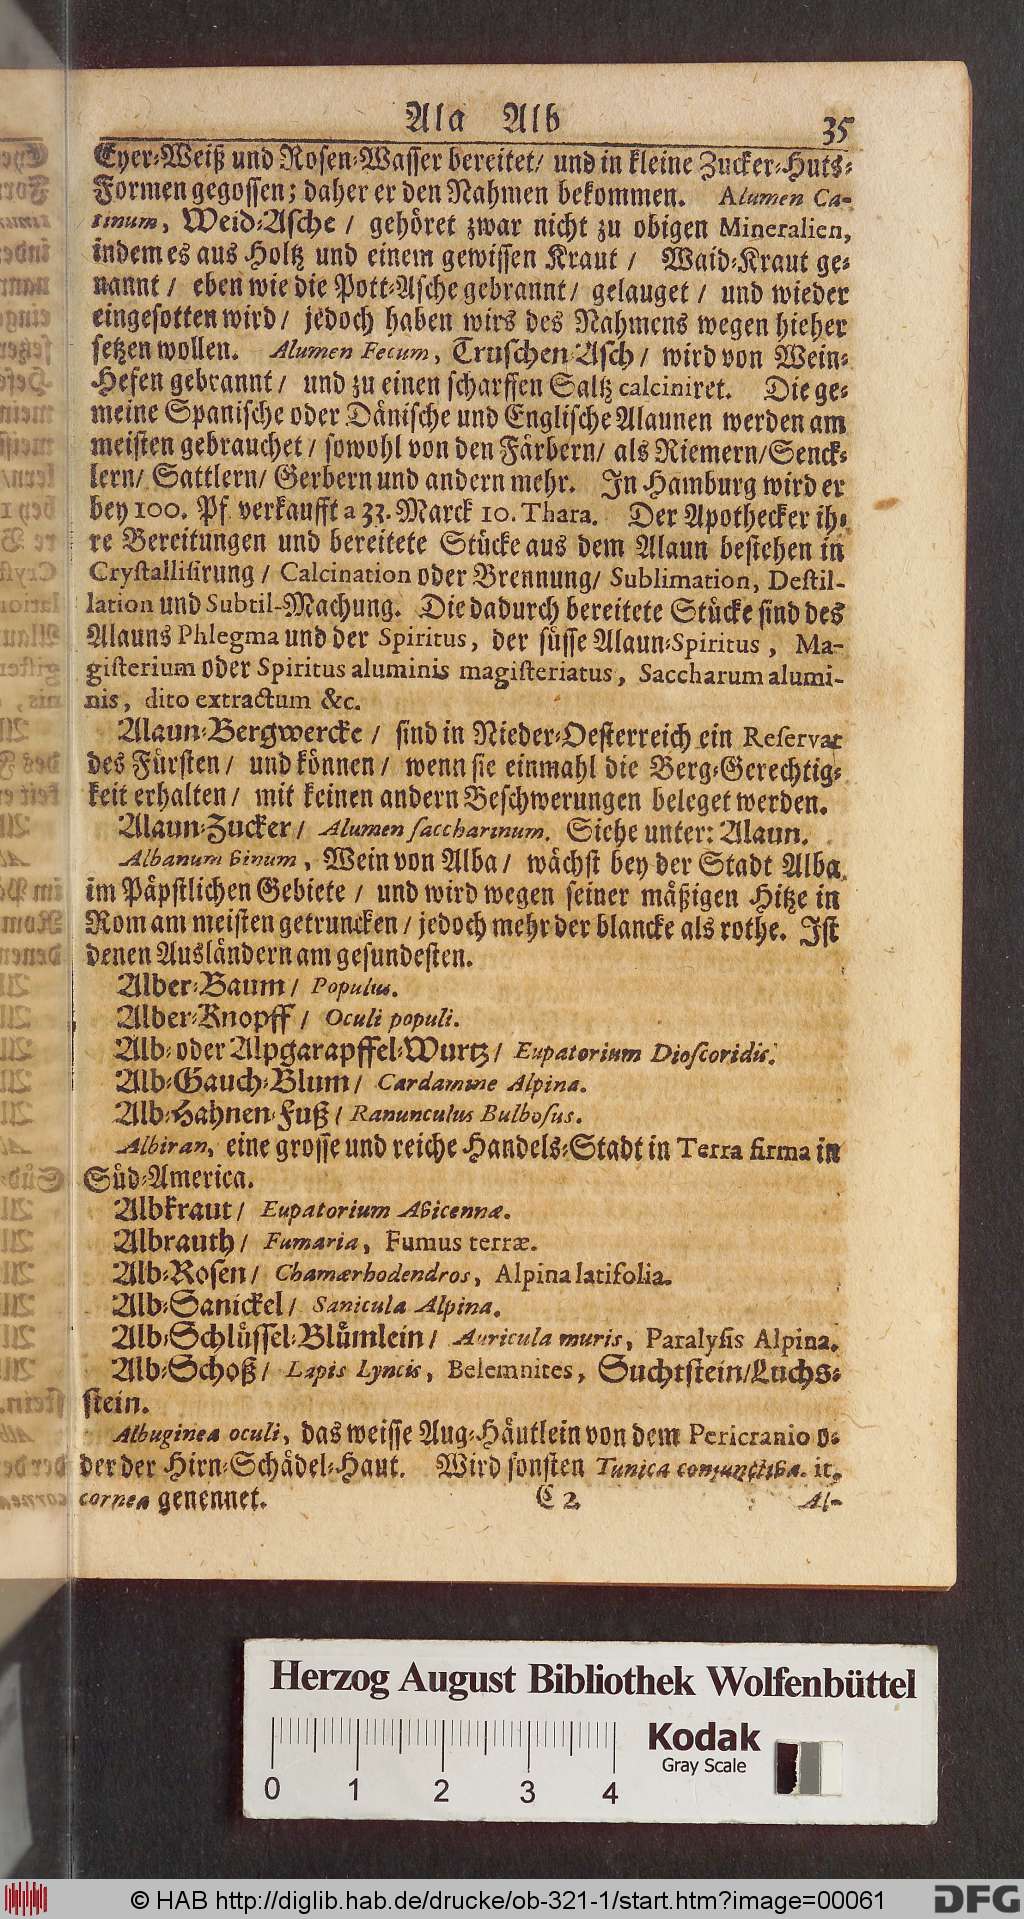 Ala Alb 35
Eyer-Weiß und Rosen-Wasser bereitet/ und in kleine Zucker-Huts-
Formen gegossen; daher er den Nahmen bekommen. Alumen Ca-
tinum, Weid-Asche / gehöret zwar nicht zu obigen Mineralien,
indem es aus Holtz und einem gewissen Kraut / Waid-Kraut ge-
nannt / eben wie die Pott-Asche gebrannt/ gelauget / und wieder
eingesotten wird / jedoch haben wirs des Nahmens wegen hieher
setzen wollen. Alumen Fecum, Truschen-Asch / wird von Wein-
Hefen gebrannt / und zu einen scharffen Saltz calciniret. Die ge-
meine Spanische oder Dänische und Englische Alaunen werden am
meisten gebrauchet / sowohl von den Färbern/ als Riemern/Senck-
lern/ Sattlern/ Gerbern und andern mehr. In Hamburg wird er
bey 100. Pf verkaufft a 33. Marck 10. Thara. Der Apothecker ih-
re Bereitungen und bereitete Stücke aus dem Alaun bestehen in
Crystallisirung / Calcination oder Brennung/ Sublimation, Destil-
lation und Subtil-Machung. Die dadurch bereitete Stücke sind des
Alauns Phlegma und der Spiritus, der süsse Alaun-Spiritus, Ma-
gisterium oder Spiritus aluminis magisteriatus, Saccharum alumi-
nis, dito extractum &c.
Alaun-Bergwercke / sind in Nieder-Oesterreich ein Reservat
des Fürsten / und können / wenn sie einmahl die Berg-Gerechtig-
keit erhalten / mit keinen andern Beschwerungen beleget werden.
Alaun-Zucker / Alumen saccharinum. Siehe unter: Alaun.
Albanum vinum, Wein von Alba / wächst bey der Stadt Alba
im Päpstlichen Gebiete / und wird wegen seiner mäßigen Hitze in
Rom am meisten getruncken / jedoch mehr der blancke als rothe. Ist
denen Ausländern am gesundesten.
Alber-Baum / Populus.
Alber-Knopff / Oculi populi.
Alb- oder Alpgarapffel-Wurtz / Eupatorium Dioscoridis.
Alb-Gauch-Blum / Cardamine Alpina.
Alb-Hahnen-Fuß / Ranunculus Bulbosus.
Albiran, eine grosse und reiche Handels-Stadt in Terra firma in
Süd-America.
Albkraut / Eupatorium Avicennæ.
Albrauth / Fumaria, Fumus terræ.
Alb-Rosen / Chamærhodendros, Alpina latifolia.
Alb-Sanickel / Sanicula Alpina.
Alb-Schlüssel-Blümlein / Auricula muris, Paralysis Alpina.
Alb-Schoß / Lapis Lyncis, Belemnites, Suchtstein/Luchs-
stein.
Albuginea oculi, das weisse Aug-Häutlein von dem Pericranio o-
der der Hirn-Schädel-Haut. Wird sonsten Tunica conjunctiva. it.
cornea genennet. C 2 Al-
Herzog August Bibliothek Wolfenbüttel
Kodak
Gray Scale
0 1 2 3 4
© HAB http://diglib.hab.de/drucke/ob-321-1/start.htm?image=00061
DFG